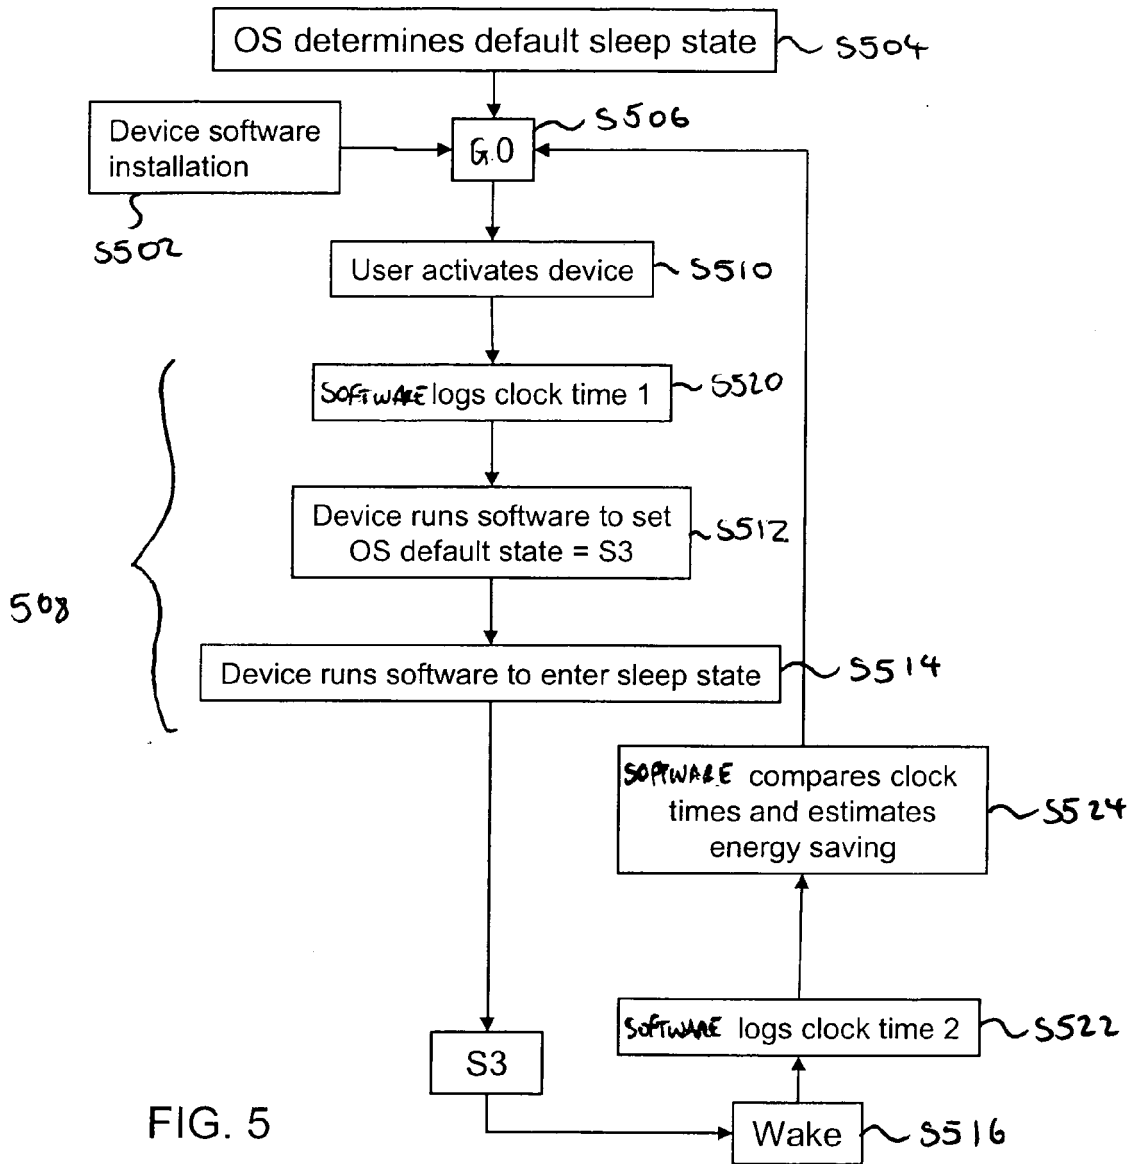 OS determines default sleep state
S504
Device software
installation
S502
G.0
S506
User activates device
S510
SOFTWARE logs clock time 1
S520
Device runs software to set
OS default state = S3
S512
508
Device runs software to enter sleep state
S514
SOFTWARE compares clock
times and estimates
energy saving
S524
SOFTWARE logs clock time 2
S522
S3
Wake
S516
FIG. 5